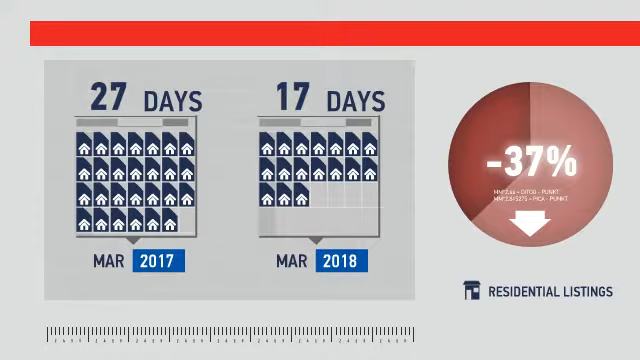 27 DAYS
17 DAYS
MAR 2017
MAR 2018
-37%
RESIDENTIAL LISTINGS